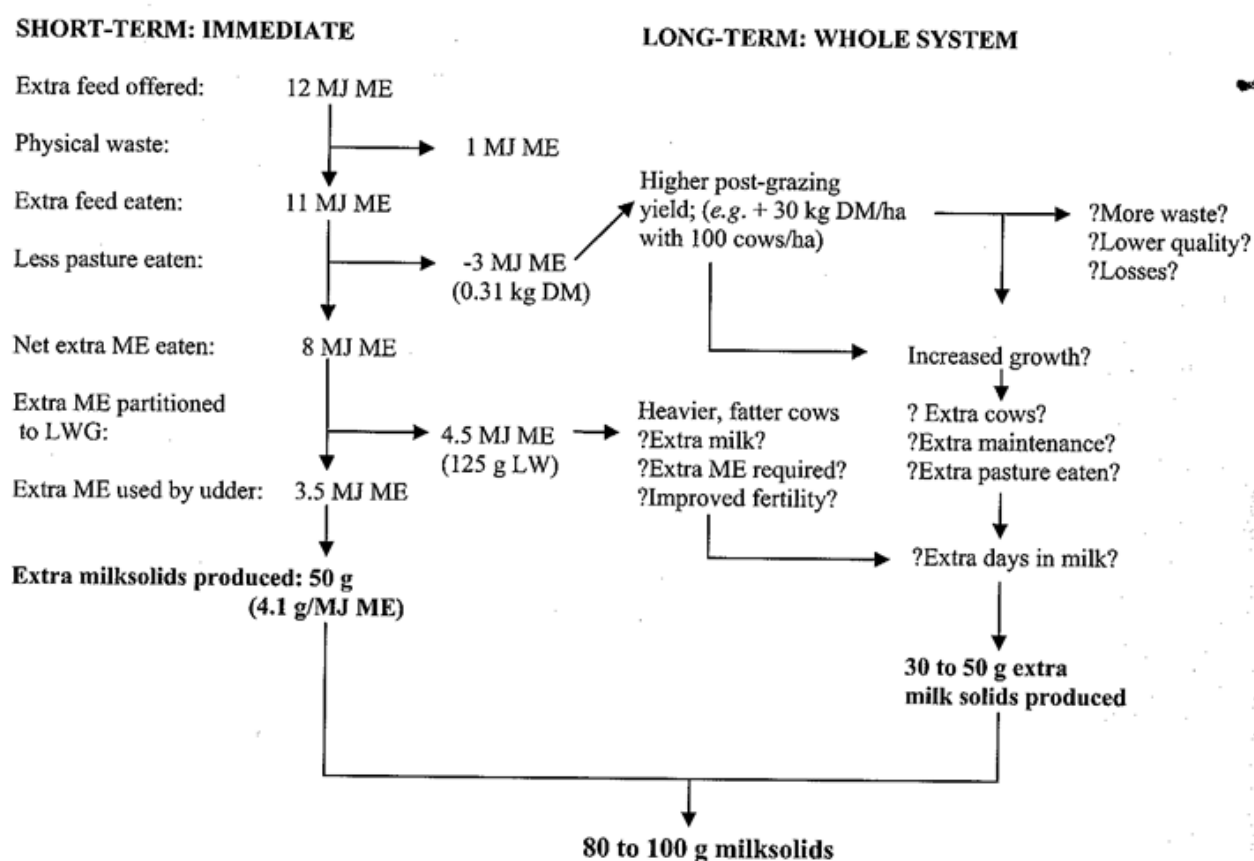 SHORT-TERM: IMMEDIATE
LONG-TERM: WHOLE SYSTEM
Extra feed offered: 12 MJ ME
Physical waste: 1 MJ ME
Extra feed eaten: 11 MJ ME
Less pasture eaten: -3 MJ ME
(0.31 kg DM)
Higher post-grazing
yield; (e.g. + 30 kg DM/ha
with 100 cows/ha)
?More waste?
?Lower quality?
?Losses?
Net extra ME eaten: 8 MJ ME
Increased growth?
Extra ME partitioned
to LWG:
4.5 MJ ME
(125 g LW)
Heavier, fatter cows
?Extra milk?
?Extra ME required?
?Improved fertility?
? Extra cows?
?Extra maintenance?
?Extra pasture eaten?
Extra ME used by udder: 3.5 MJ ME
Extra milksolids produced: 50 g
(4.1 g/MJ ME)
?Extra days in milk?
30 to 50 g extra
milk solids produced
80 to 100 g milksolids